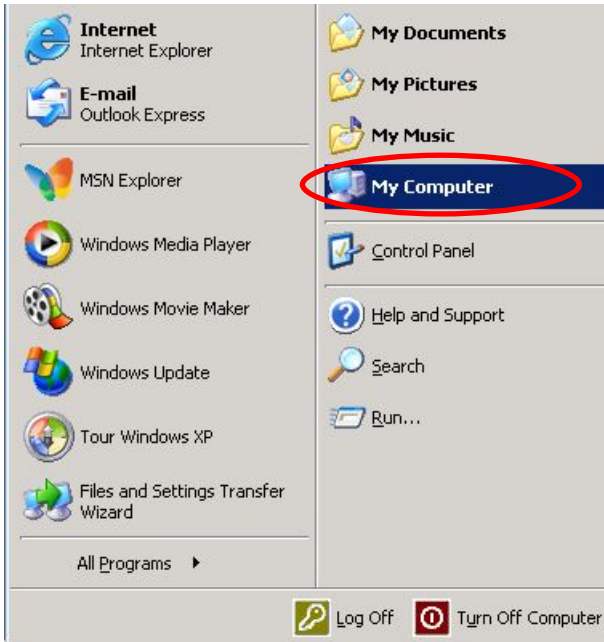 Internet
Internet Explorer
E-mail
Outlook Express
MSN Explorer
Windows Media Player
Windows Movie Maker
Windows Update
Tour Windows XP
Files and Settings Transfer
Wizard
All Programs
My Documents
My Pictures
My Music
My Computer
Control Panel
Help and Support
Search
Run...
Log Off
Turn Off Computer